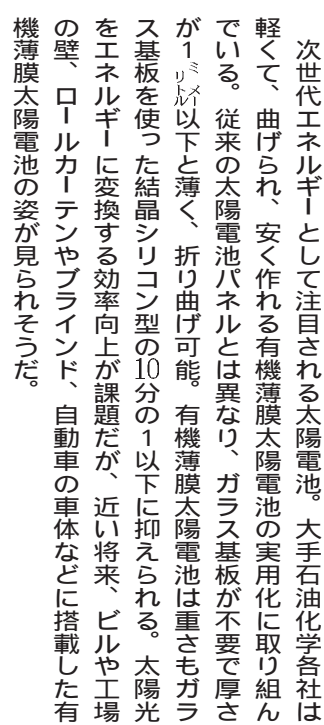 次世代エネルギーとして注目される太陽電池。大手石油化学各社は
軽くて、曲げられ、安く作れる有機薄膜太陽電池の実用化に取り組ん
でいる。従来の太陽電池パネルとは異なり、ガラス基板が不要で厚さ
が1㍉以下と薄く、折り曲げ可能。有機薄膜太陽電池は重さもガラ
ス基板を使った結晶シリコン型の10分の1以下に抑えられる。太陽光
をエネルギーに変換する効率向上が課題だが、近い将来、ビルや工場
の壁、ロールカーテンやブラインド、自動車の車体などに搭載した有
機薄膜太陽電池の姿が見られそうだ。